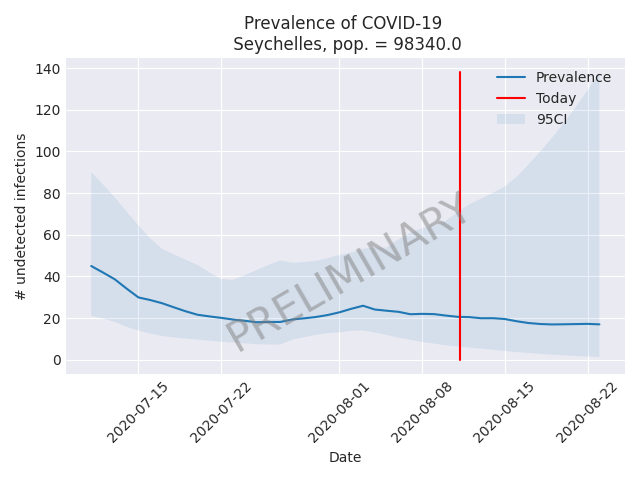 Prevalence of COVID-19
Seychelles, pop. = 98340.0
140
120
100
80
60
40
20
0
# undetected infections
Prevalence
Today
95CI
PRELIMINARY
2020-07-15
2020-07-22
2020-08-01
2020-08-08
2020-08-15
2020-08-22
Date